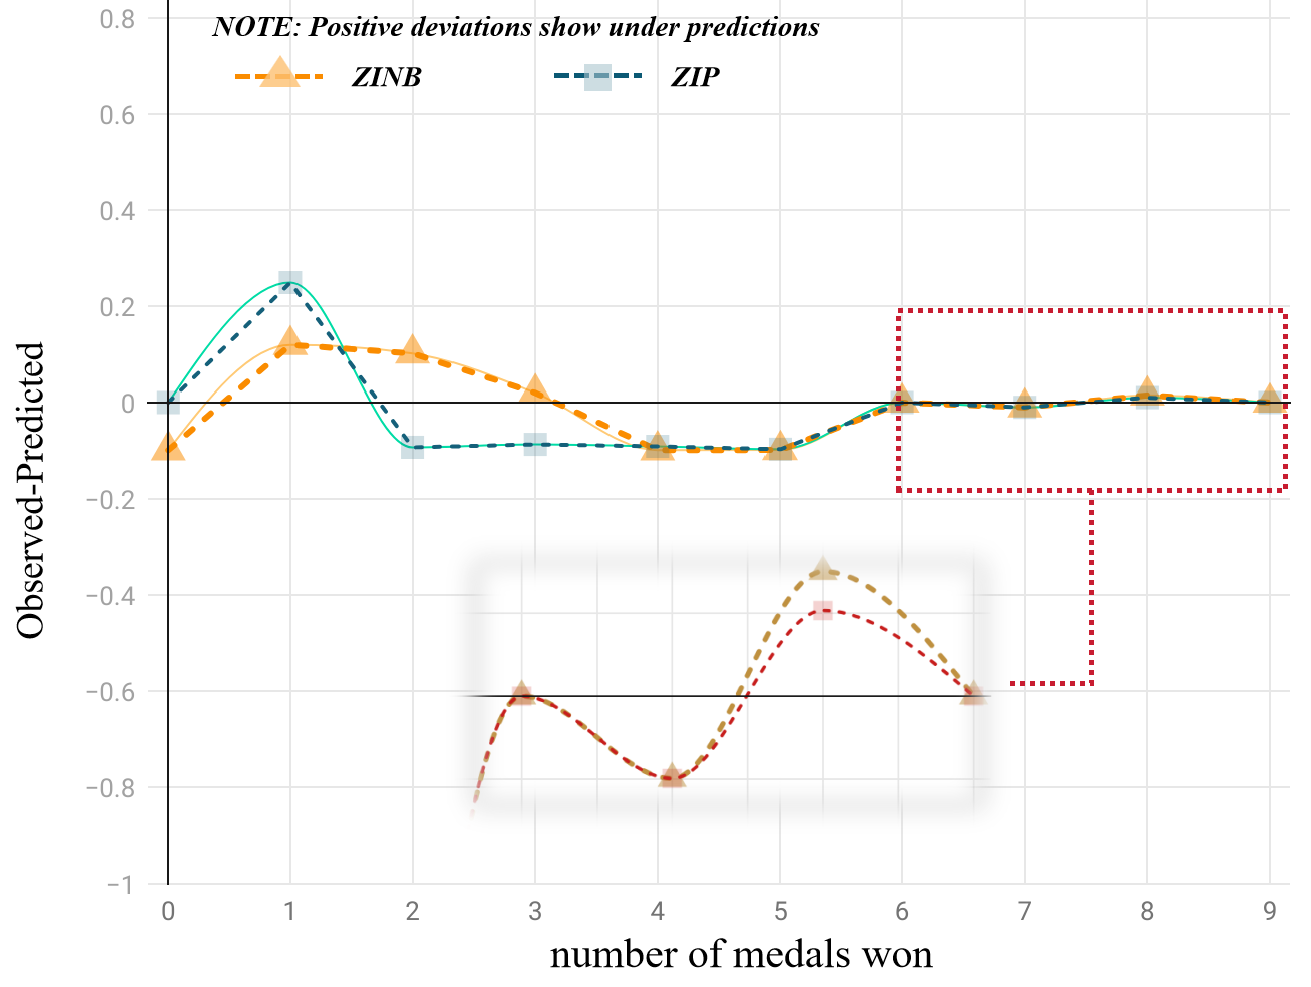 0.8
NOTE: Positive deviations show under predictions
ZINB ZIP
0.6
0.4
0.2
0
−0.2
−0.4
−0.6
−0.8
−1
Observed-Predicted
0 1 2 3 4 5 6 7 8 9
number of medals won